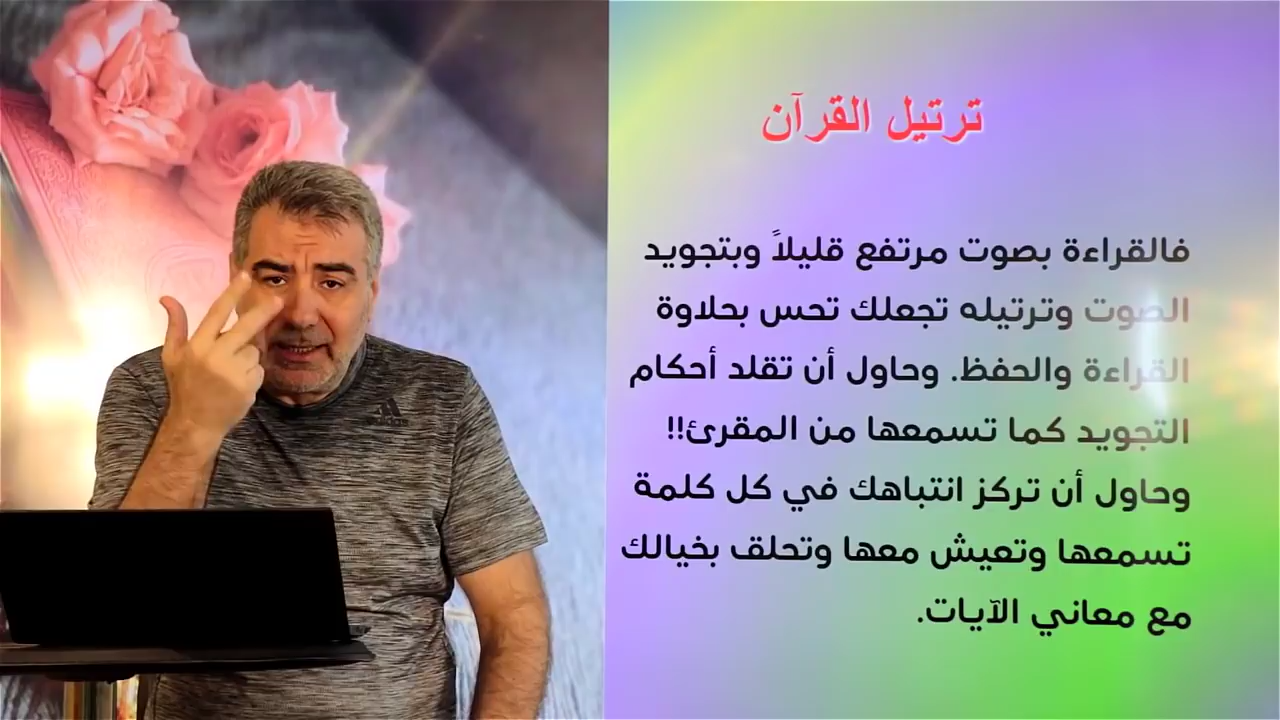 ترتيل القرآن
فالقراءة بصوت مرتفع قليلاً وبتجويد
الصوت وترتيله تجعلك تحس بحلاوة
القراءة والحفظ. وحاول أن تقلد أحكام
التجويد كما تسمعها من المقرئ!!
وحاول أن تركز انتباهك في كل كلمة
تسمعها وتعيش معها وتحلق بخيالك
مع معاني الآيات.
adidas